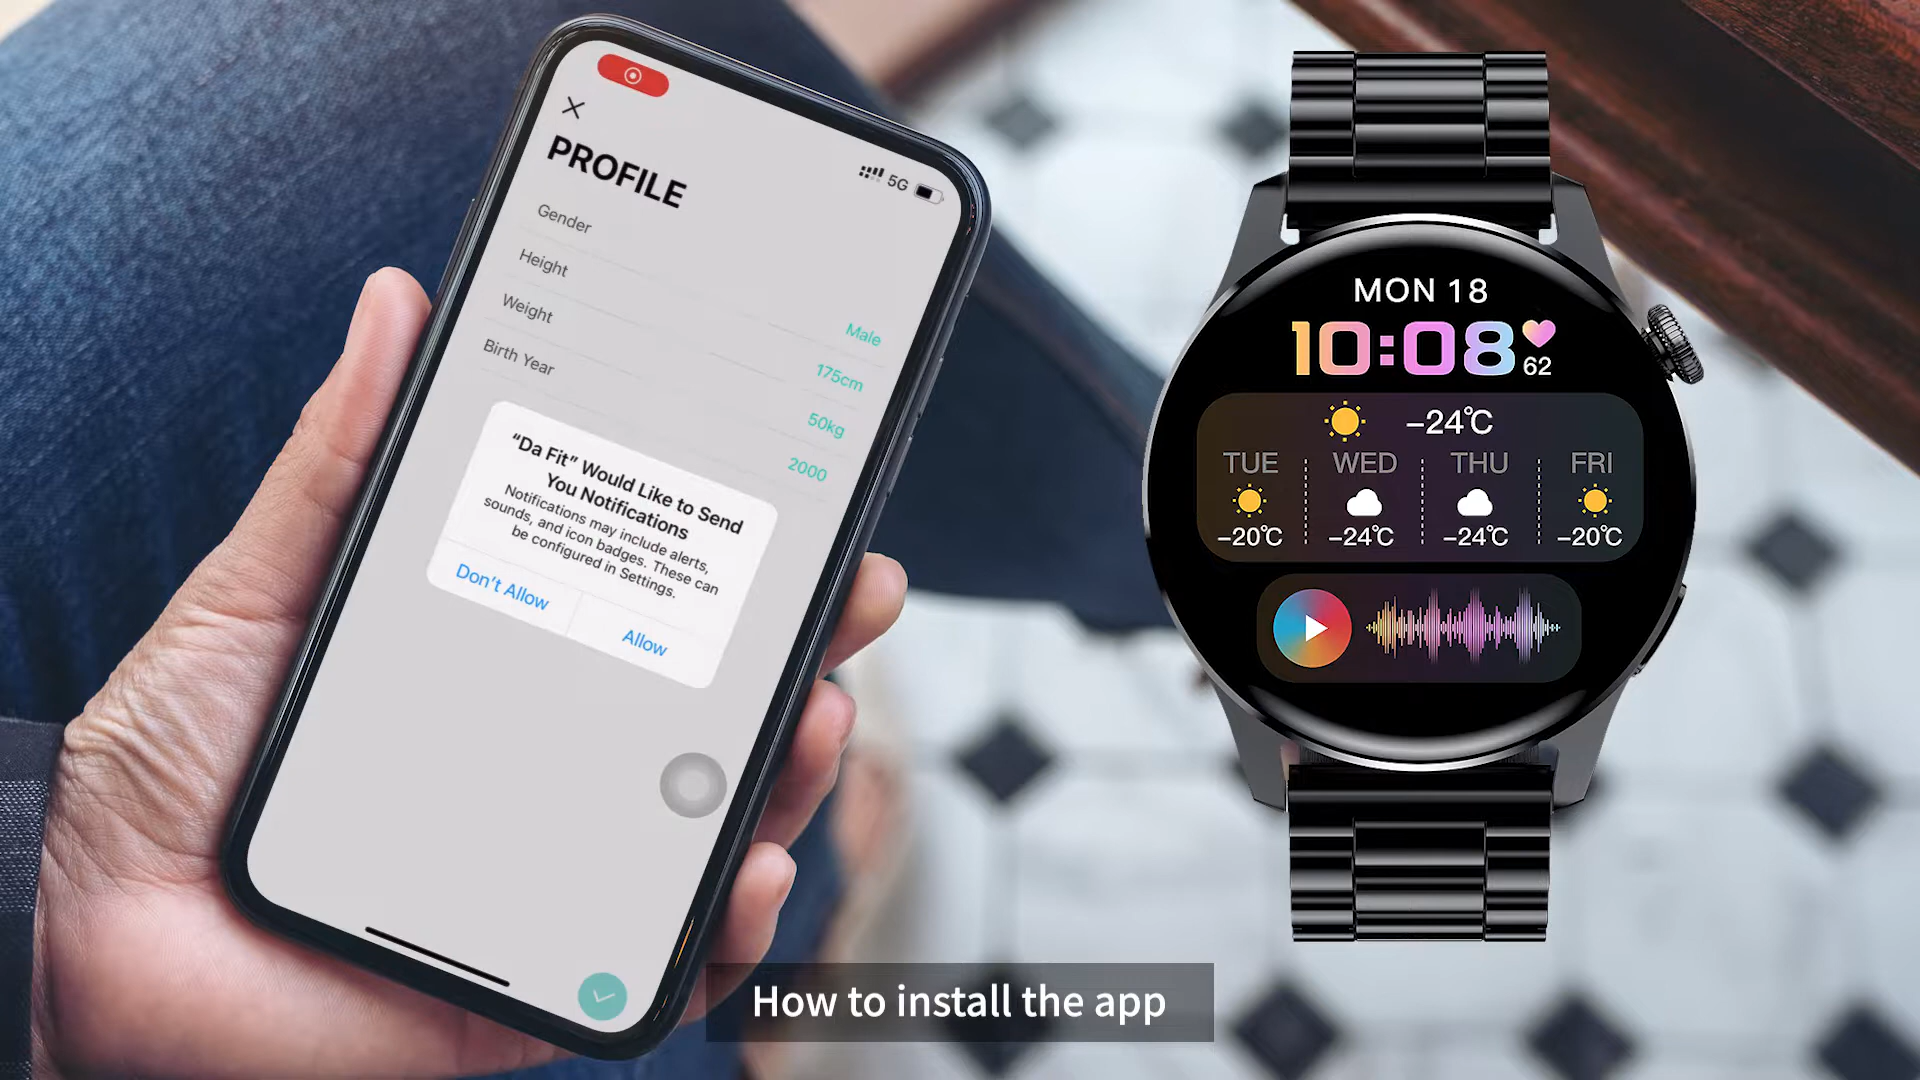 5G
PROFILE
Gender
Male
Height
175cm
Weight
50kg
Birth Year
2000
“Da Fit” Would Like to Send
You Notifications
Notifications may include alerts,
sounds, and icon badges. These can
be configured in Settings.
Don’t Allow
Allow
MON 18
10:08
62
-24℃
TUE WED THU FRI
-20℃ -24℃ -24℃ -20℃
How to install the app